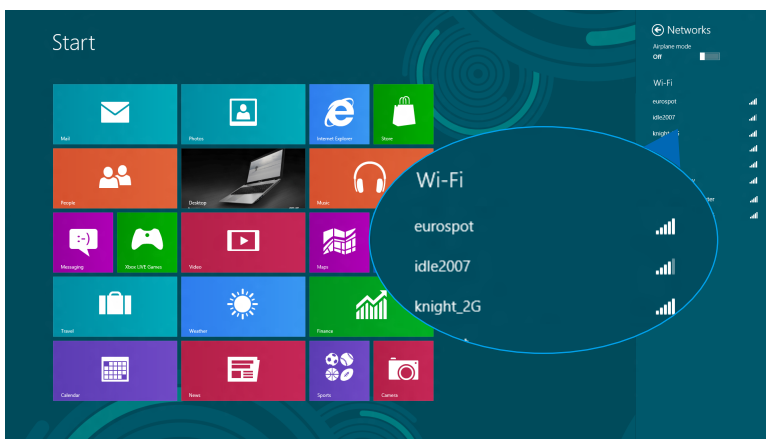 Start
Mail
Photos
Internet Explorer
Store
People
Desktop
Music
Messaging
Xbox LIVE Games
Video
Maps
Travel
Weather
Finance
Calendar
News
Sports
Camera
Networks
Airplane mode
Off
Wi-Fi
eurospot
idle2007
Wi-Fi
eurospot
idle2007
knight_2G